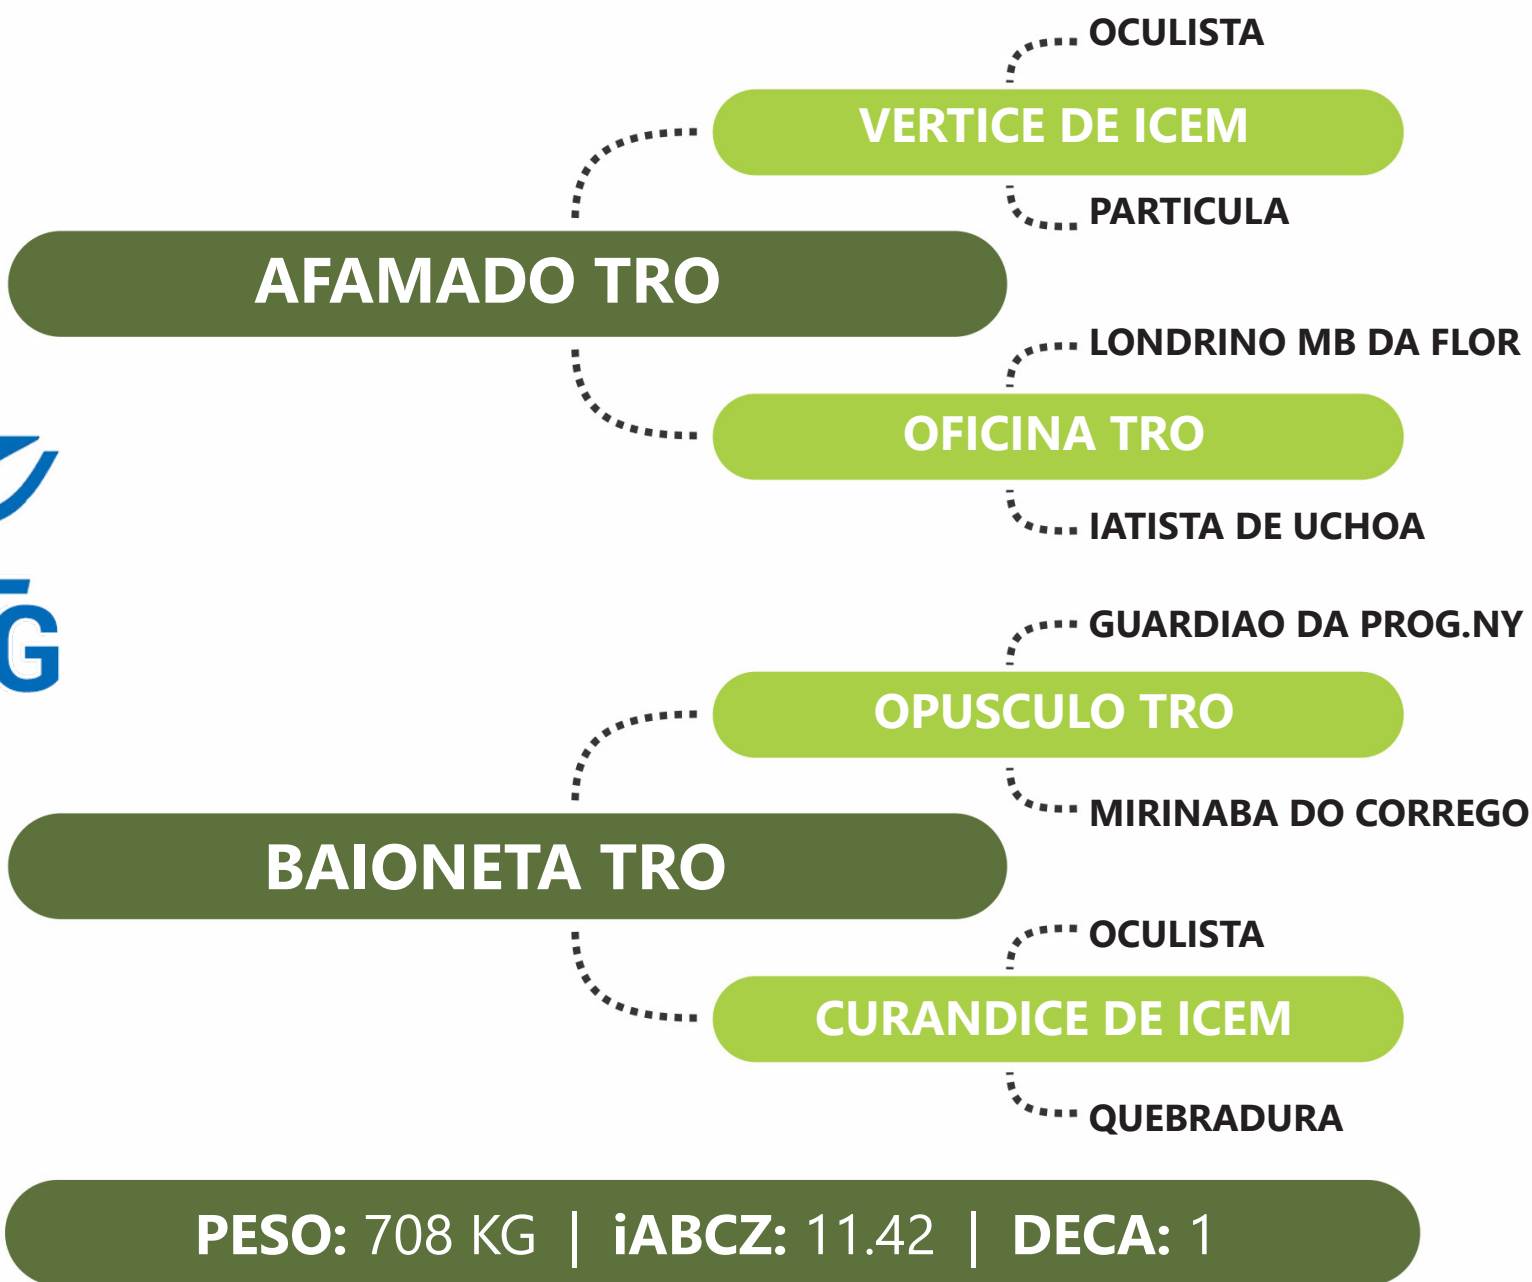 OCULISTA
VERTICE DE ICEM
PARTICULA
AFAMADO TRO
LONDRINO MB DA FLOR
OFICINA TRO
IATISTA DE UCHOA
G
GUARDIAO DA PROG.NY
OPUSCULO TRO
MIRINABA DO CORREGO
BAIONETA TRO
OCULISTA
CURANDICE DE ICEM
QUEBRADURA
PESO: 708 KG | iABCZ: 11.42 | DECA: 1